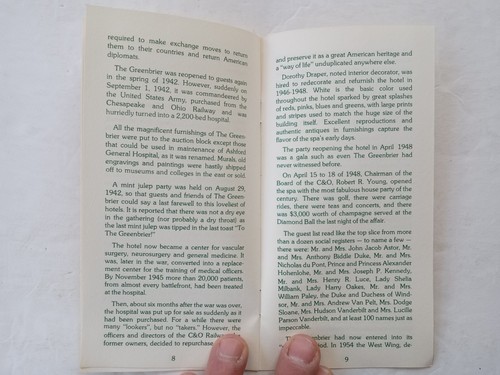 required to make exchange moves to return
them to their countries and return American
diplomats.
The Greenbrier was reopened to guests again
in the spring of 1942. However, suddenly on
September 1, 1942, it was commandeered by
the United States Army, purchased from the
Chesapeake and Ohio Railway and was
hurriedly turned into a 2,200-bed hospital.
All the magnificent furnishings of The Green-
brier were put to the auction block except those
that could be used in maintenance of Ashford
General Hospital, as it was renamed. Murals, old
engravings and paintings were hastily shipped
off to museums and colleges in the east or sold.
A mint julep party was held on August 29,
1942, so that guests and friends of The Green-
brier could say a last farewell to this loveliest of
hotels. It is reported that there was not a dry eye
in the gathering (nor probably a dry throat) as
the last mint julep was tipped in the last toast "To
The Greenbrier!"
The hotel now became a center for vascular
surgery, neurosurgery and general medicine. It
was, later in the war, converted into a replace-
ment center for the training of medical officers.
By November 1945 more than 20,000 patients,
from almost every battlefront, had been treated
at the hospital.
Then, about six months after the war was over,
the hospital was put up for sale as suddenly as it
had been purchased. For a while there were
many "lookers", but no "takers." However, the
officers and directors of the C&O Railway,
former owners, decided to repurchase
8
and preserve it as a great American heritage and
a "way of life" unduplicated anywhere else.
Dorothy Draper, noted interior decorator, was
hired to redecorate and refurnish the hotel in
1946-1948. White is the basic color used
throughout the hotel sparked by great splashes
of reds, pinks, blues and greens, with large prints
and stripes used to match the huge size of the
building itself. Excellent reproductions and
authentic antiques in furnishings capture the
flavor of the spa's early days.
The party reopening the hotel in April 1948
was a gala such as even The Greenbrier had
never witnessed before.
On April 15 to 18 of 1948, Chairman of the
Board of the C&O, Robert R. Young, opened
the spa with the most fabulous house party of the
century. There was golf, there were carriage
rides, there were teas and concerts, and there
was $3,000 worth of champagne served at the
Diamond Ball the last night of the affair.
The guest list read like the top slice from more
than a dozen social registers — to name a few —
there were: Mr. and Mrs. John Jacob Astor, Mr.
and Mrs. Anthony Biddle Duke, Mr. and Mrs.
Nicholas du Pont, Prince and Princess Alexander
Hohenlohe, Mr. and Mrs. Joseph P. Kennedy,
Mr. and Mrs. Henry R. Luce, Lady Shella
Milbank, Lady Harry Oakes, Mr. and Mrs.
William Paley, the Duke and Duchess of Wind-
sor, Mr. and Mrs. Andrew Van Pelt, Mrs. Dodge
Sloane, Mrs. Hudson Vanderbilt and Mrs. Lucille
Parson Vanderbilt, and at least 100 names just as
impeccable.
brier had now entered into its
In 1954 the West Wing, de-
9